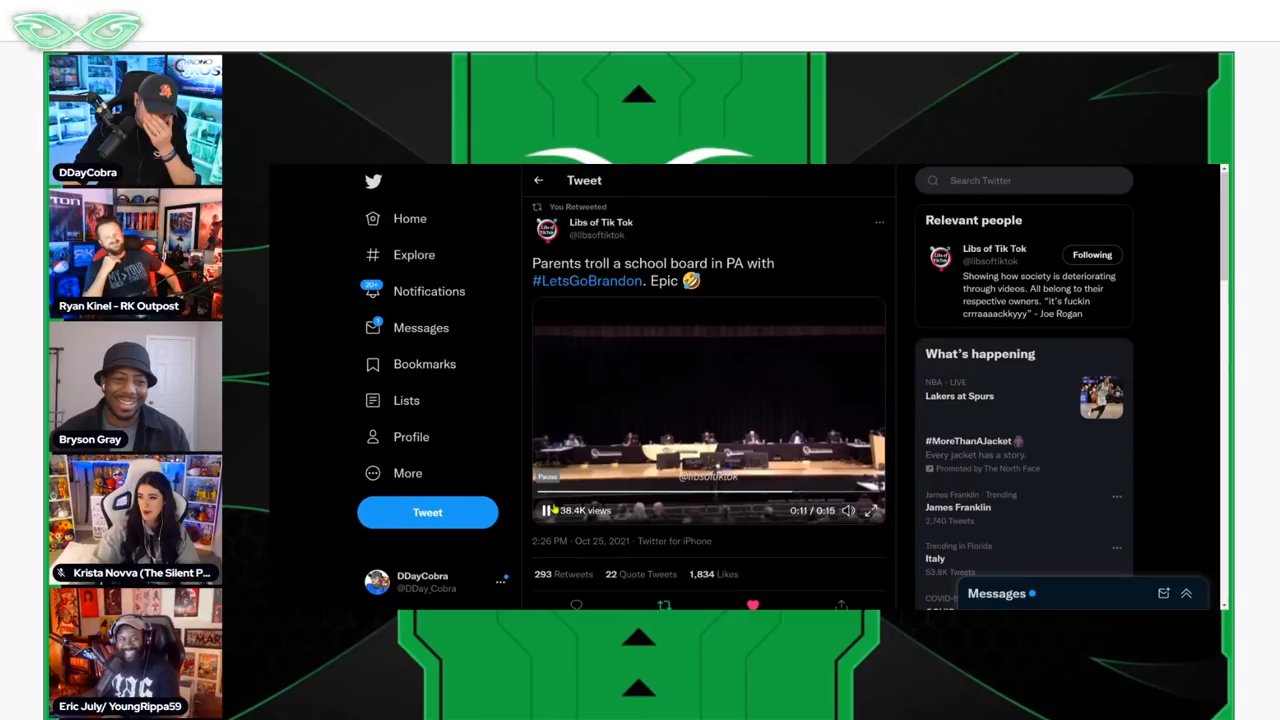 DDayCobra
Ryan Kinel - RK Outpost
Bryson Gray
Krista Novva (The Silent P...
Eric July/ YoungRippa59
Home
Explore
20+
Notifications
Messages
Bookmarks
Lists
Profile
More
Tweet
DDayCobra
@DDay_Cobra
Tweet
You Retweeted
Libs of Tik Tok
@libsoftiktok
Parents troll a school board in PA with
#LetsGoBrandon. Epic 🤣
Pause
@libsoftiktok
38.4K views
0:11 / 0:15
2:26 PM · Oct 25, 2021 · Twitter for iPhone
293 Retweets 22 Quote Tweets 1,834 Likes
Search Twitter
Relevant people
Libs of Tik Tok
@libsoftiktok
Following
Showing how society is deteriorating
through videos. All belong to their
respective owners. “it's fuckin
crrraaaackkyyy” - Joe Rogan
What's happening
NBA · LIVE
Lakers at Spurs
#MoreThanAJacket
Every jacket has a story.
Promoted by The North Face
James Franklin · Trending
James Franklin
2,740 Tweets
Trending in Florida
Italy
53.8K Tweets
Messages